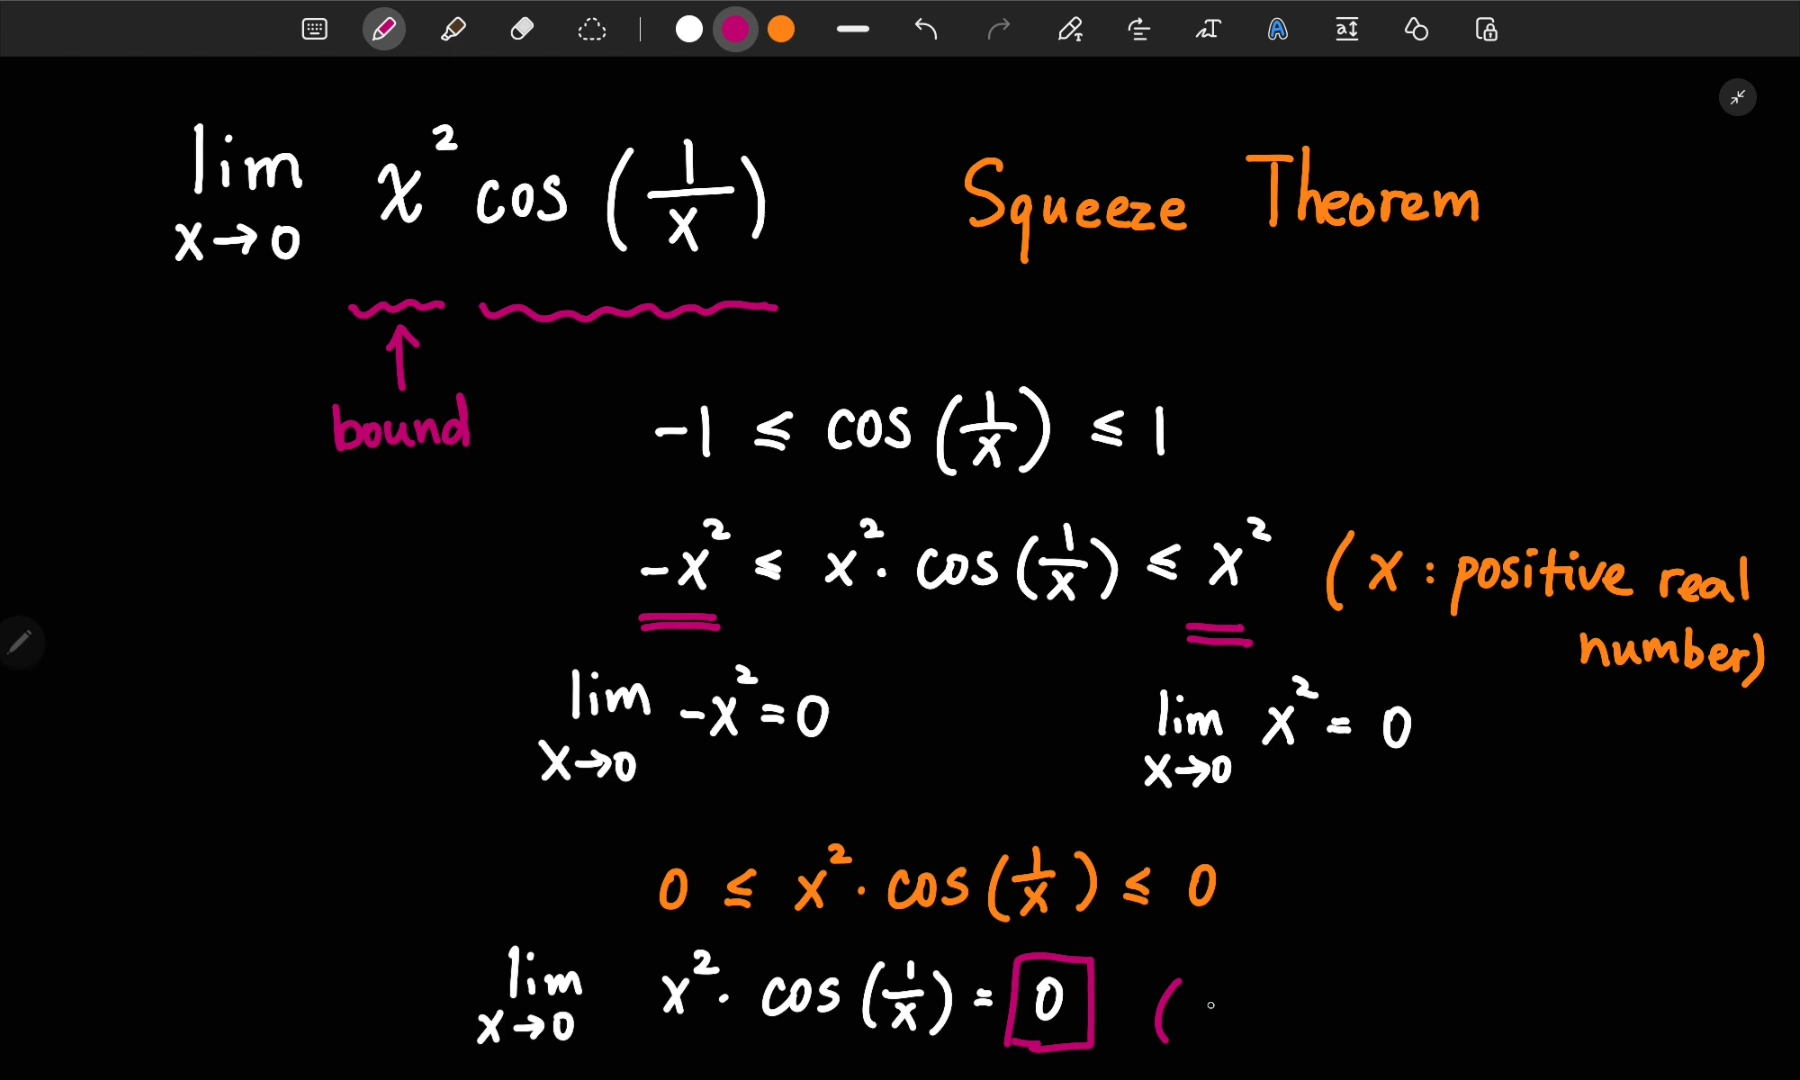 lim x→0 x² cos (1/x) Squeeze Theorem
bound
-1 ≤ cos (1/x) ≤ 1
-x² ≤ x² · cos (1/x) ≤ x² (x : positive real number)
lim x→0 -x² = 0 lim x→0 x² = 0
0 ≤ x² · cos (1/x) ≤ 0
lim x→0 x² · cos (1/x) = 0 (